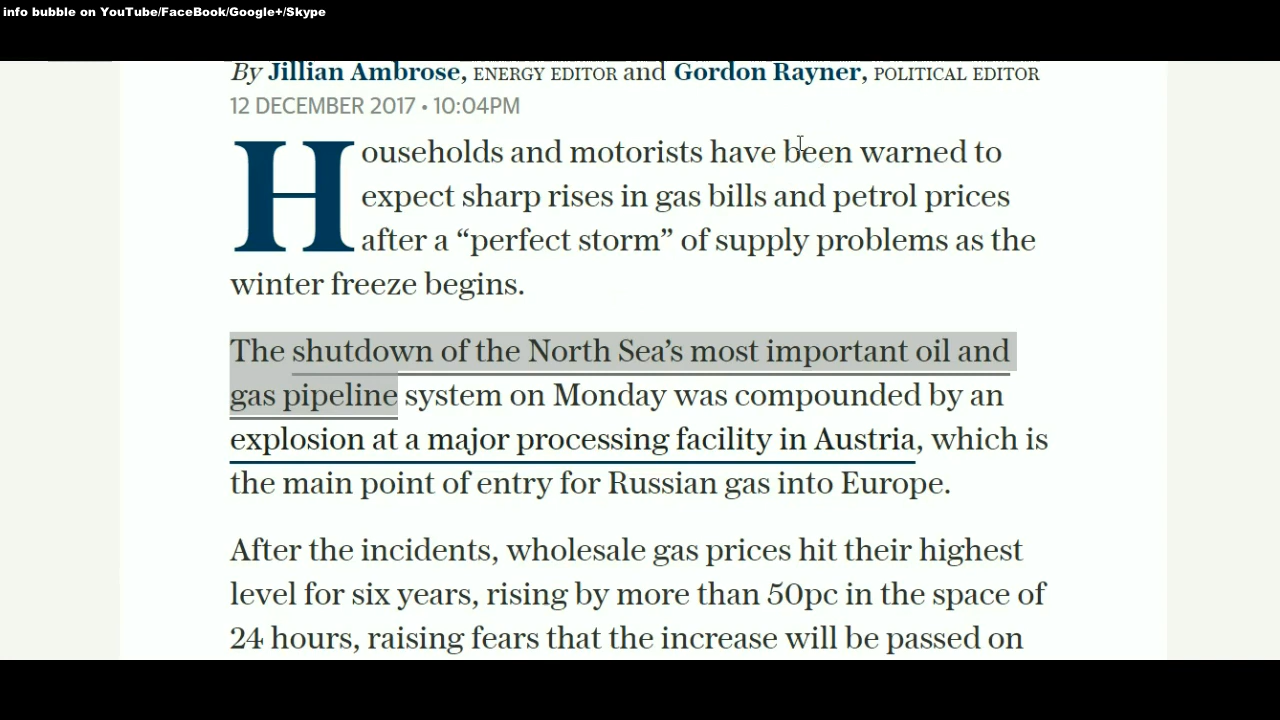 info bubble on YouTube/FaceBook/Google+/Skype
By Jillian Ambrose, ENERGY EDITOR and Gordon Rayner, POLITICAL EDITOR
12 DECEMBER 2017 • 10:04PM
Households and motorists have been warned to
expect sharp rises in gas bills and petrol prices
after a “perfect storm” of supply problems as the
winter freeze begins.
The shutdown of the North Sea’s most important oil and
gas pipeline system on Monday was compounded by an
explosion at a major processing facility in Austria, which is
the main point of entry for Russian gas into Europe.
After the incidents, wholesale gas prices hit their highest
level for six years, rising by more than 50pc in the space of
24 hours, raising fears that the increase will be passed on